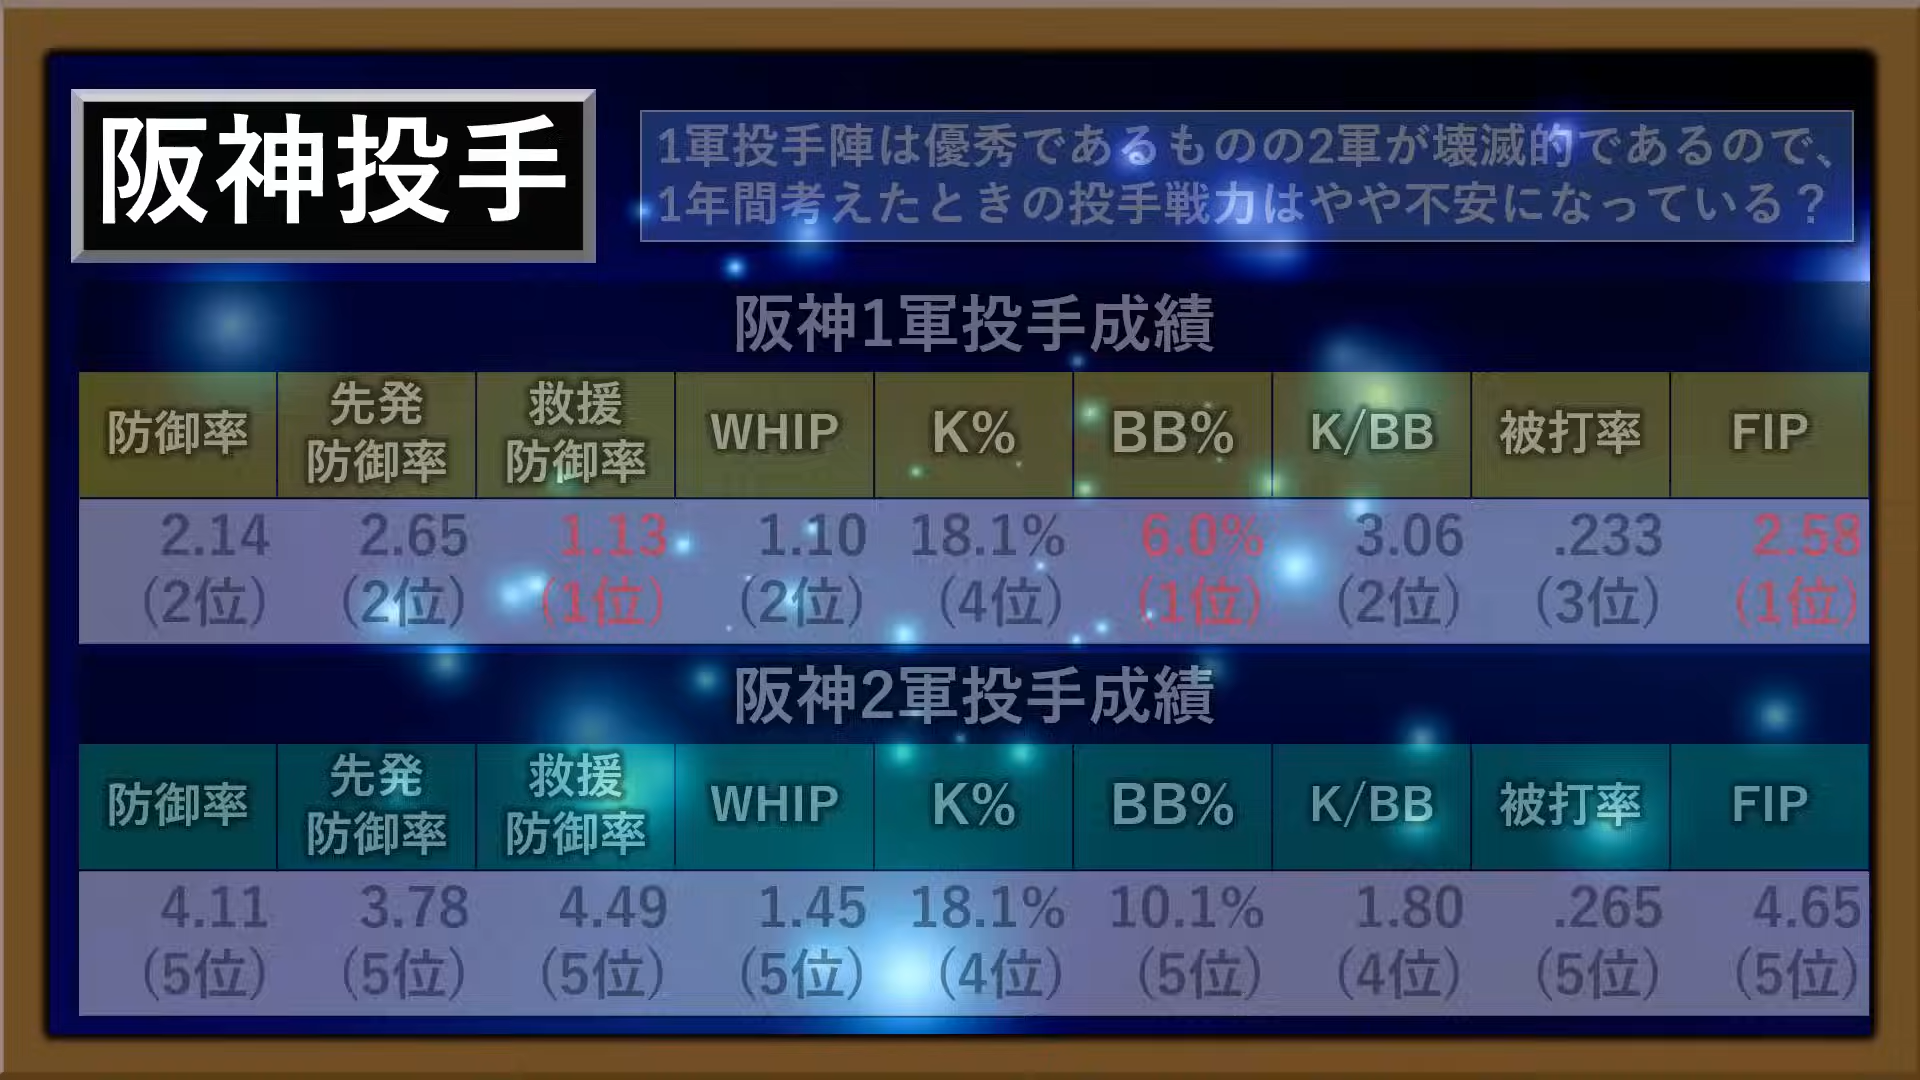 阪神投手
1軍投手陣は優秀であるものの2軍が壊滅的であるので、
1年間考えたときの投手戦力はやや不安になっている？
阪神1軍投手成績
防御率 先発防御率 救援防御率 WHIP K% BB% K/BB 被打率 FIP
2.14 2.65 1.13 1.10 18.1% 6.0% 3.06 .233 2.58
(2位) (2位) (1位) (2位) (4位) (1位) (2位) (3位) (1位)
阪神2軍投手成績
防御率 先発防御率 救援防御率 WHIP K% BB% K/BB 被打率 FIP
4.11 3.78 4.49 1.45 18.1% 10.1% 1.80 .265 4.65
(5位) (5位) (5位) (5位) (4位) (5位) (4位) (5位) (5位)